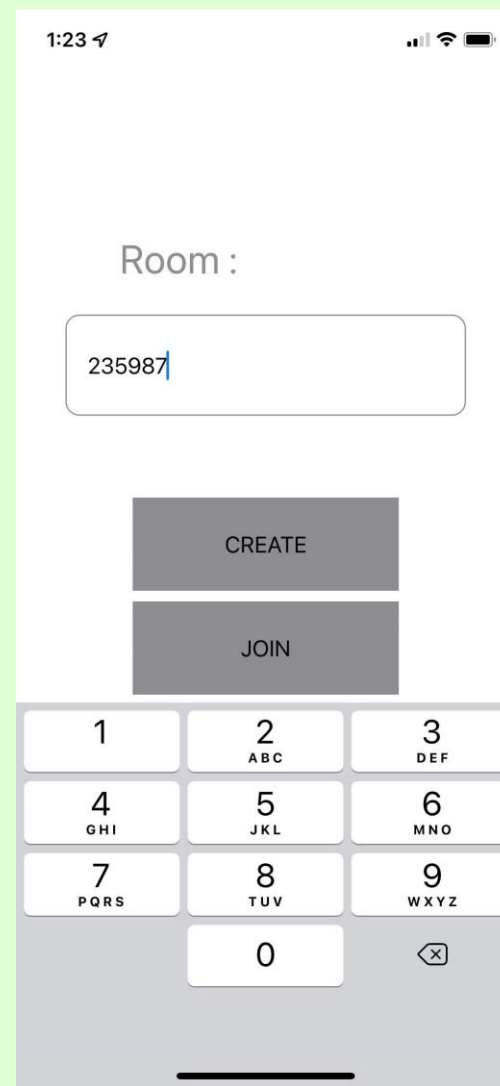 1:23
Room :
235987
CREATE
JOIN
1 2 3
ABC DEF
4 5 6
GHI JKL MNO
7 8 9
PQRS TUV WXYZ
0